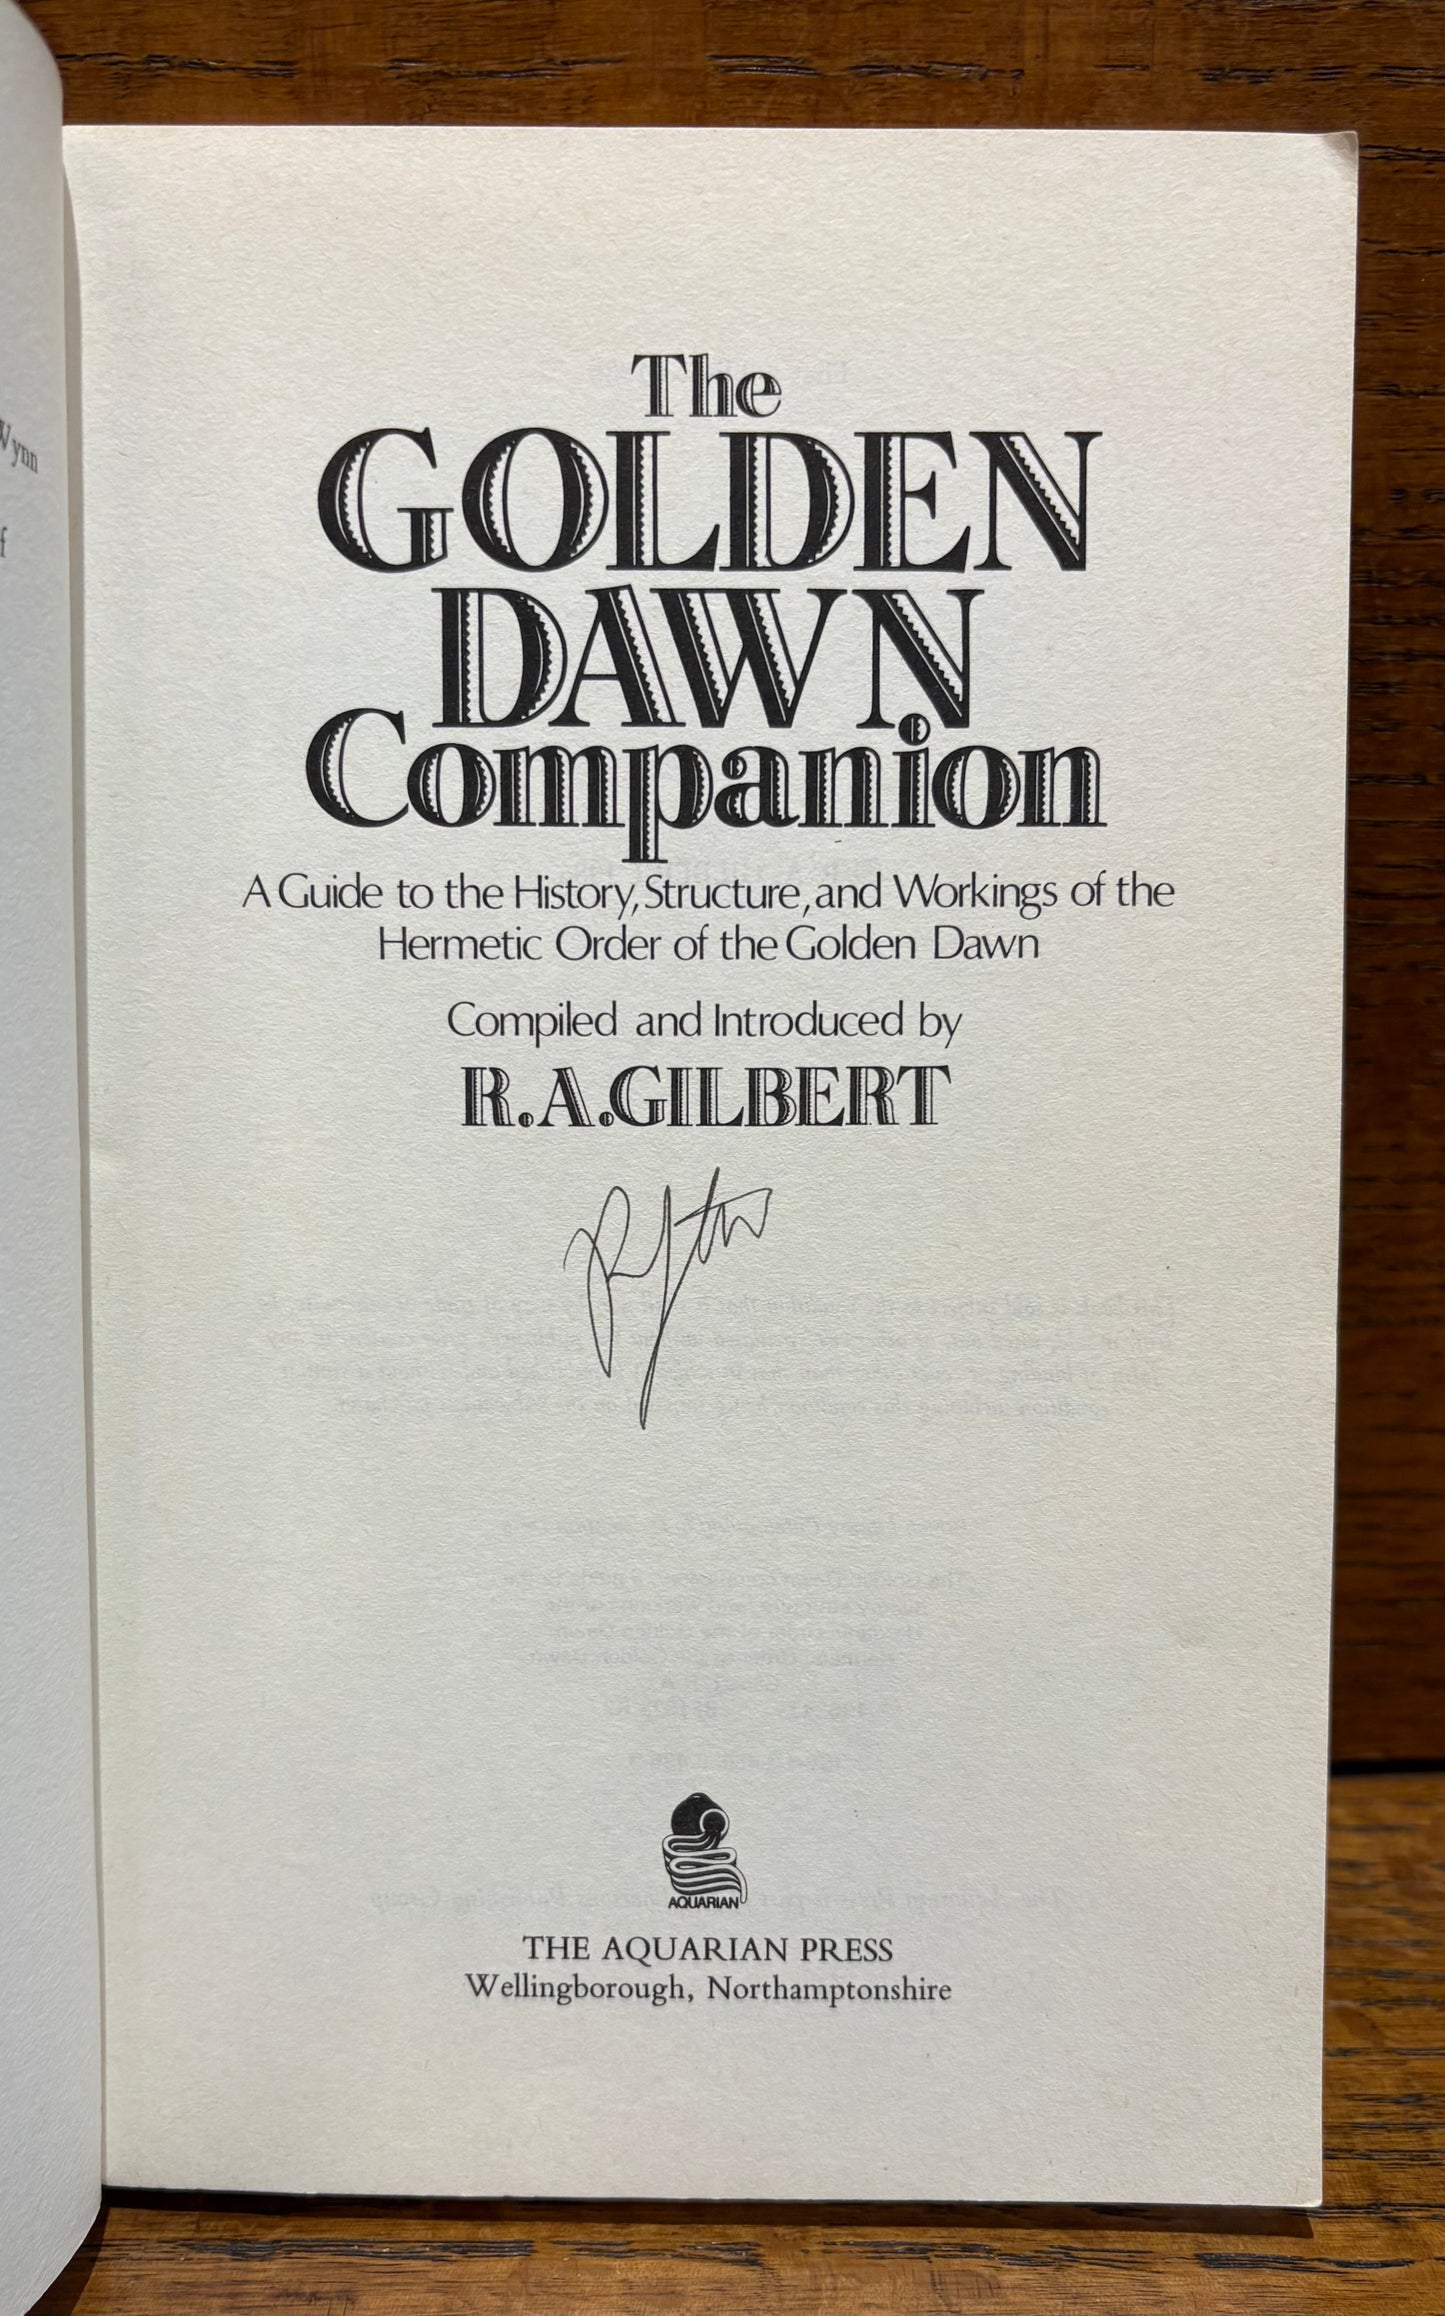 Wynn
f
The
GOLDEN
DAWN
Companion
A Guide to the History, Structure, and Workings of the
Hermetic Order of the Golden Dawn
Compiled and Introduced by
R.A.GILBERT
AQUARIAN
THE AQUARIAN PRESS
Wellingborough, Northamptonshire